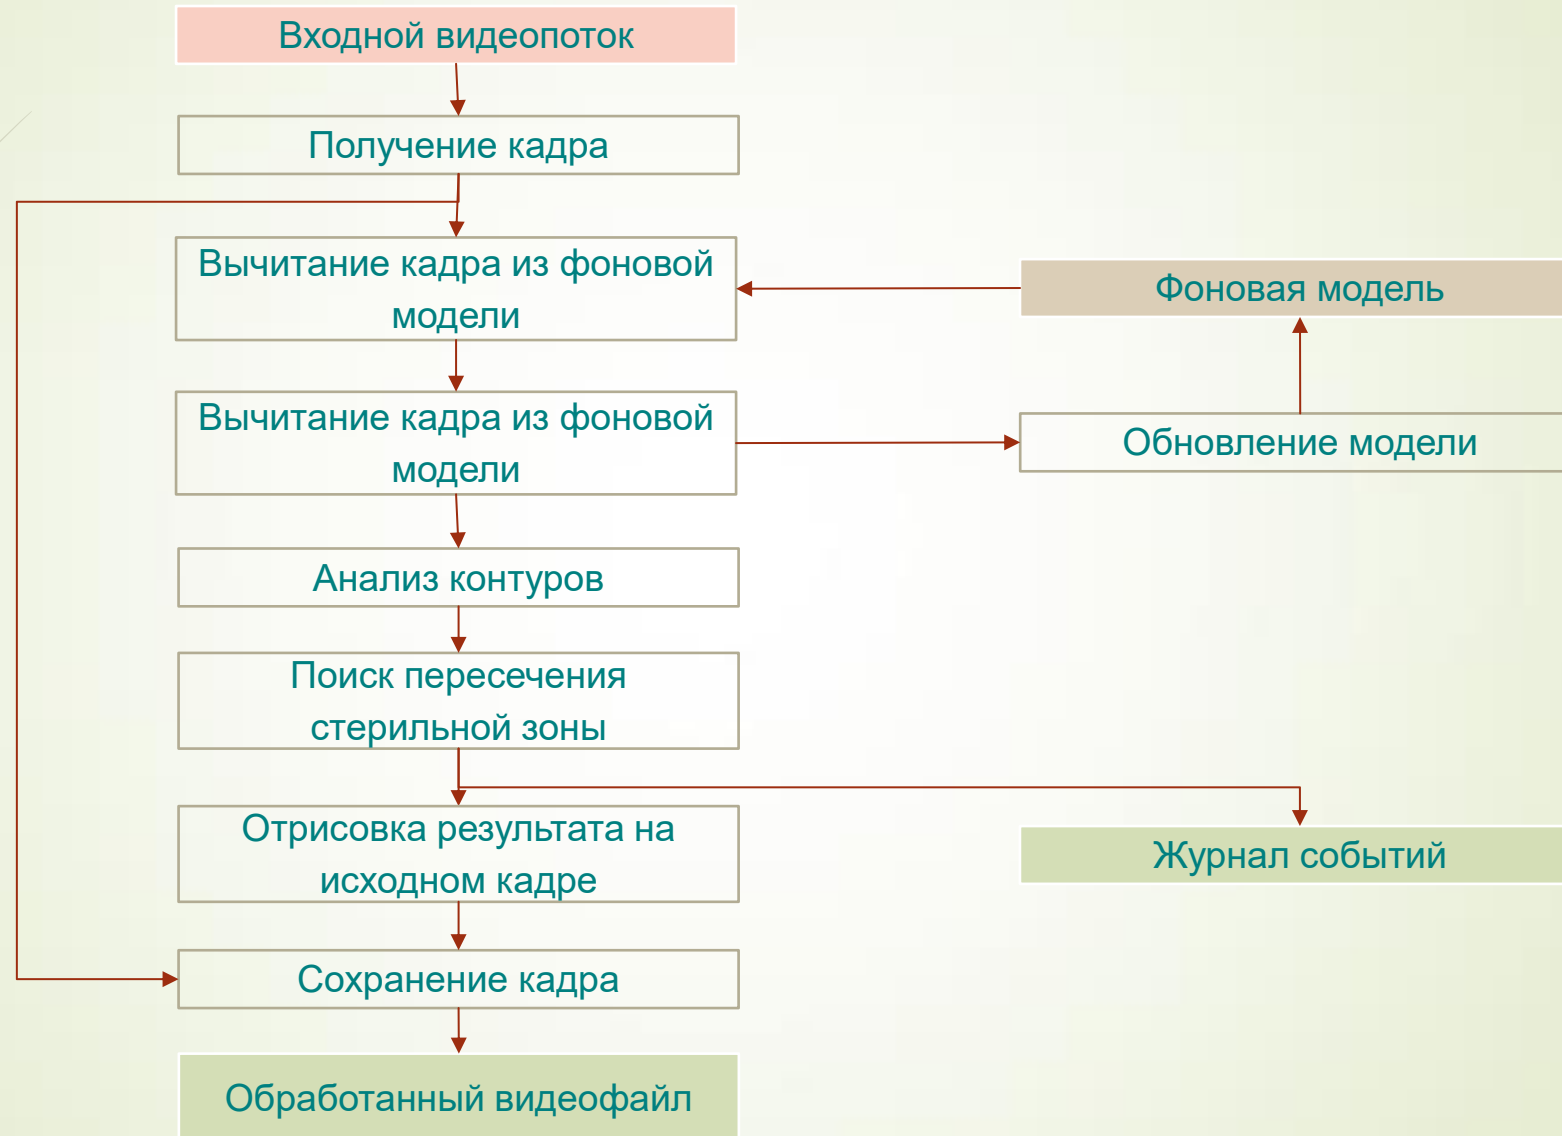 Входной видеопоток
Получение кадра
Вычитание кадра из фоновой
модели
Фоновая модель
Вычитание кадра из фоновой
модели
Обновление модели
Анализ контуров
Поиск пересечения
стерильной зоны
Отрисовка результата на
исходном кадре
Журнал событий
Сохранение кадра
Обработанный видеофайл